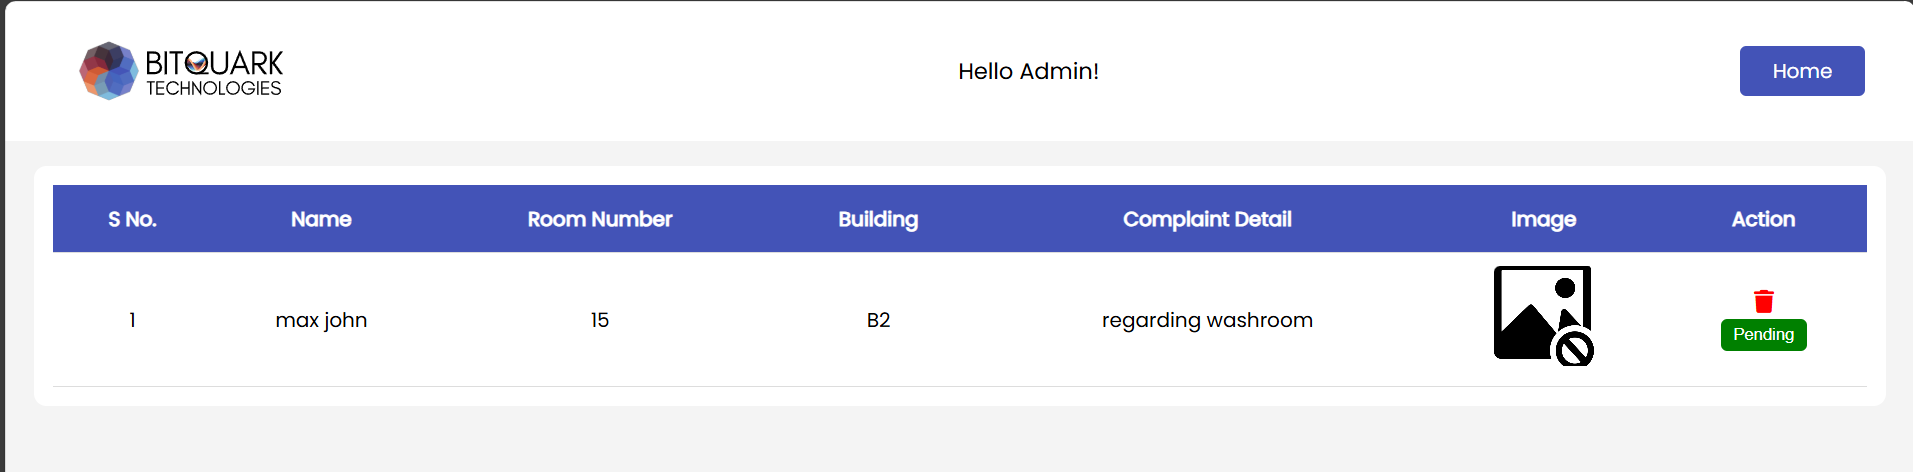 BITQUARK
TECHNOLOGIES
Hello Admin!
Home
S No. Name Room Number Building Complaint Detail Image Action
1 max john 15 B2 regarding washroom
Pending